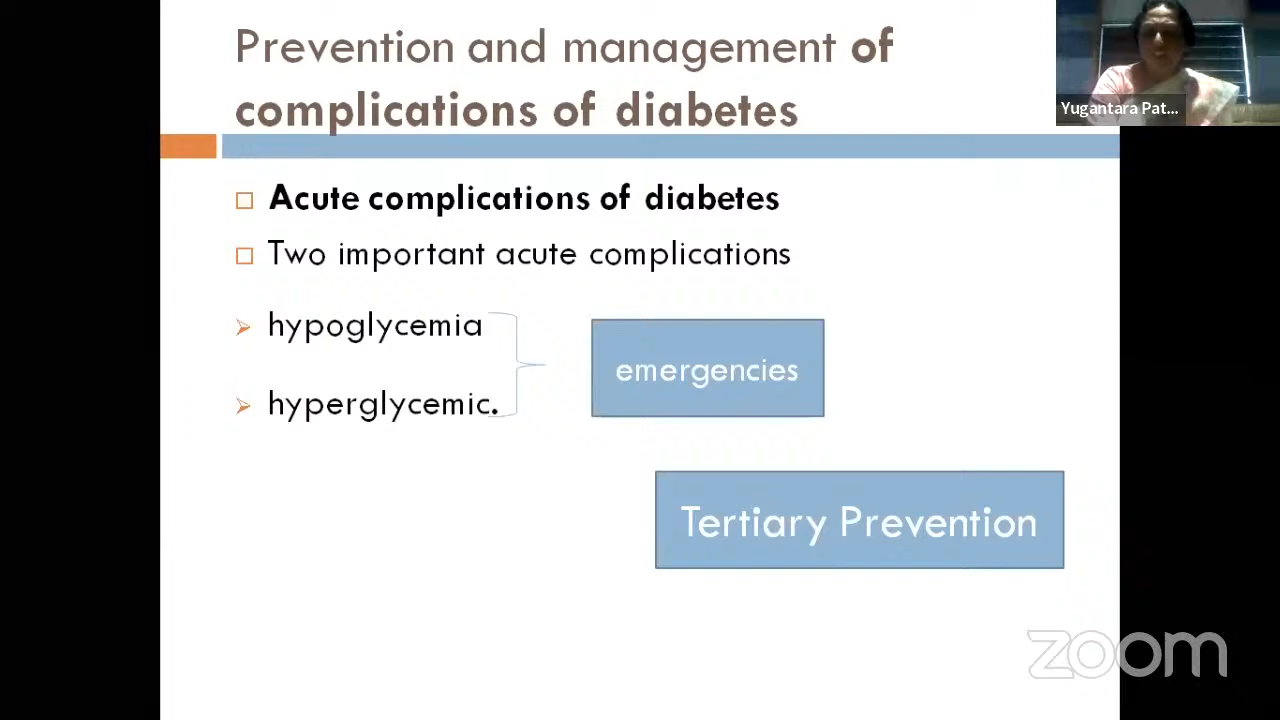 Prevention and management of
complications of diabetes
Yugantara Pat...
Acute complications of diabetes
Two important acute complications
hypoglycemia
emergencies
hyperglycemic.
Tertiary Prevention
zoom